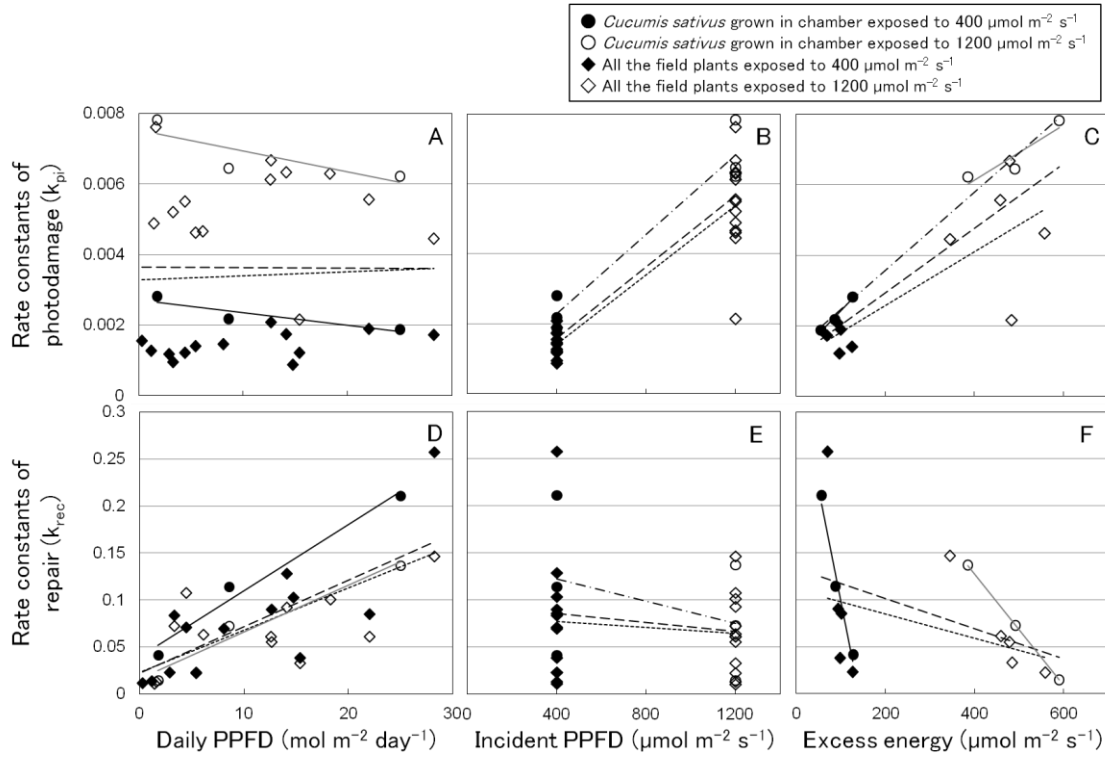 Cucumis sativus grown in chamber exposed to 400 μmol m⁻² s⁻¹
Cucumis sativus grown in chamber exposed to 1200 μmol m⁻² s⁻¹
All the field plants exposed to 400 μmol m⁻² s⁻¹
All the field plants exposed to 1200 μmol m⁻² s⁻¹
Rate constants of
photodamage (kpi)
0.008
0.006
0.004
0.002
0
A
B
C
Rate constants of
repair (krec)
0.3
0.25
0.2
0.15
0.1
0.05
0
D
E
F
0 10 20 30
0 400 800 1200
0 200 400 600
Daily PPFD (mol m⁻² day⁻¹)
Incident PPFD (μmol m⁻² s⁻¹)
Excess energy (μmol m⁻² s⁻¹)